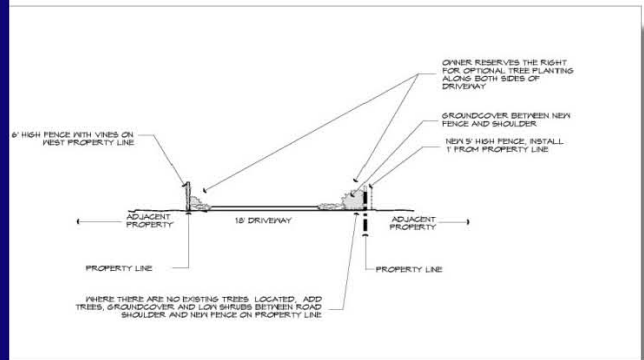 OWNER RESERVES THE RIGHT
FOR OPTIONAL TREE PLANTING
ALONG BOTH SIDES OF
DRIVEWAY
GROUNDCOVER BETWEEN NEW
FENCE AND SHOULDER
NEW 5' HIGH FENCE, INSTALL
1' FROM PROPERTY LINE
6' HIGH FENCE WITH VINES ON
WEST PROPERTY LINE
ADJACENT
PROPERTY
18' DRIVEWAY
ADJACENT
PROPERTY
PROPERTY LINE
PROPERTY LINE
WHERE THERE ARE NO EXISTING TREES LOCATED, ADD
TREES, GROUNDCOVER AND LOW SHRUBS BETWEEN ROAD
SHOULDER AND NEW FENCE ON PROPERTY LINE